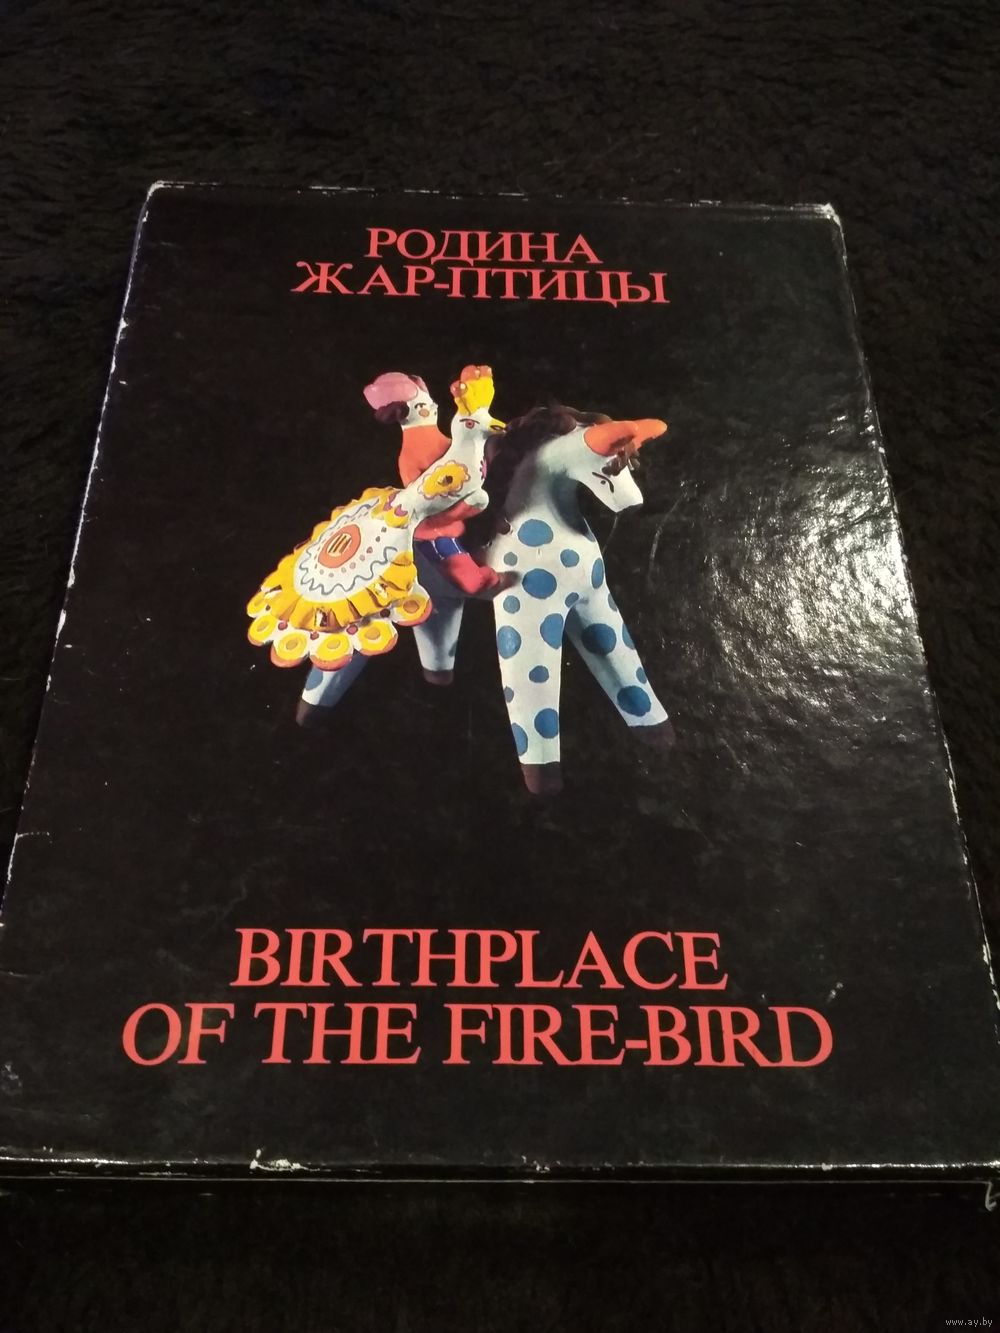 РОДИНА
ЖАР-ПТИЦЫ
BIRTHPLACE
OF THE FIRE-BIRD
www.ay.by